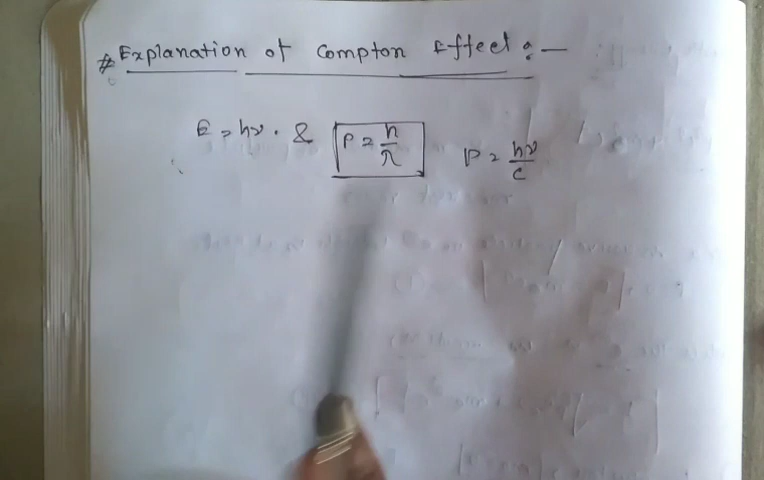 # Explanation of Compton Effect :-
E = hν. & P = h/λ P = hν/c